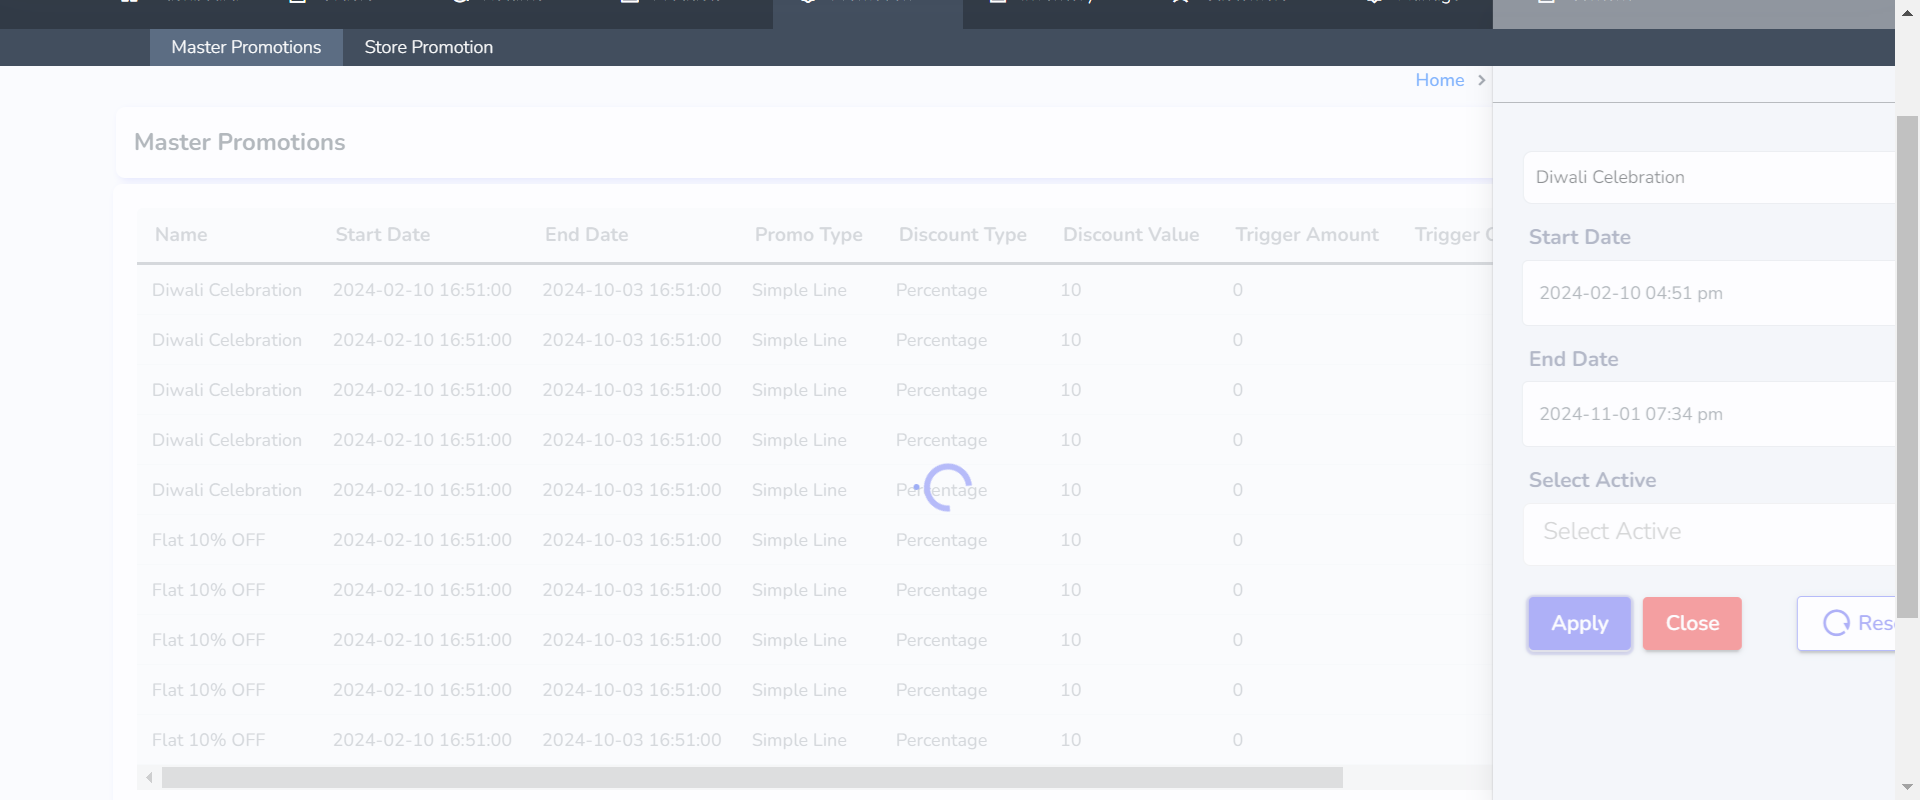 Master Promotions Store Promotion
Home
Master Promotions
Name Start Date End Date Promo Type Discount Type Discount Value Trigger Amount Trigger
Diwali Celebration 2024-02-10 16:51:00 2024-10-03 16:51:00 Simple Line Percentage 10 0
Diwali Celebration 2024-02-10 16:51:00 2024-10-03 16:51:00 Simple Line Percentage 10 0
Diwali Celebration 2024-02-10 16:51:00 2024-10-03 16:51:00 Simple Line Percentage 10 0
Diwali Celebration 2024-02-10 16:51:00 2024-10-03 16:51:00 Simple Line Percentage 10 0
Diwali Celebration 2024-02-10 16:51:00 2024-10-03 16:51:00 Simple Line Percentage 10 0
Flat 10% OFF 2024-02-10 16:51:00 2024-10-03 16:51:00 Simple Line Percentage 10 0
Flat 10% OFF 2024-02-10 16:51:00 2024-10-03 16:51:00 Simple Line Percentage 10 0
Flat 10% OFF 2024-02-10 16:51:00 2024-10-03 16:51:00 Simple Line Percentage 10 0
Flat 10% OFF 2024-02-10 16:51:00 2024-10-03 16:51:00 Simple Line Percentage 10 0
Flat 10% OFF 2024-02-10 16:51:00 2024-10-03 16:51:00 Simple Line Percentage 10 0
Diwali Celebration
Start Date
2024-02-10 04:51 pm
End Date
2024-11-01 07:34 pm
Select Active
Select Active
Apply Close